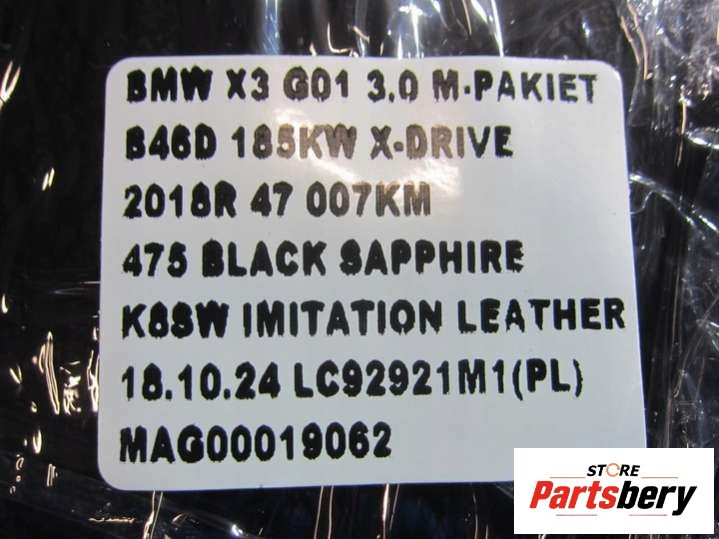 BMW X3 G01 3.0 M-PAKIET
B46D 185KW X-DRIVE
2018R 47 007KM
475 BLACK SAPPHIRE
K8SW IMITATION LEATHER
18.10.24 LC92921M1(PL)
MAG00019062
STORE
Partsbery